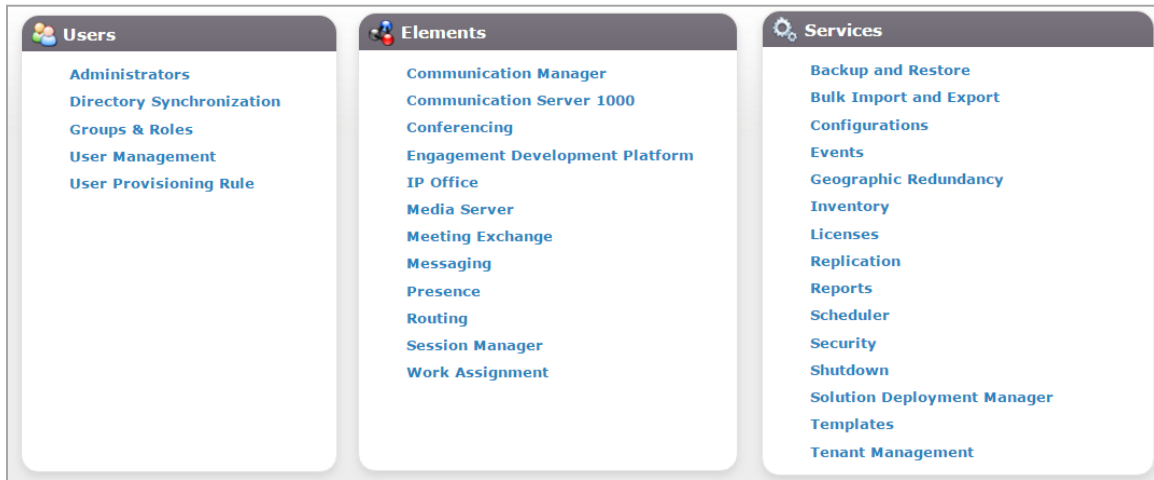 Users
Administrators
Directory Synchronization
Groups & Roles
User Management
User Provisioning Rule
Elements
Communication Manager
Communication Server 1000
Conferencing
Engagement Development Platform
IP Office
Media Server
Meeting Exchange
Messaging
Presence
Routing
Session Manager
Work Assignment
Services
Backup and Restore
Bulk Import and Export
Configurations
Events
Geographic Redundancy
Inventory
Licenses
Replication
Reports
Scheduler
Security
Shutdown
Solution Deployment Manager
Templates
Tenant Management